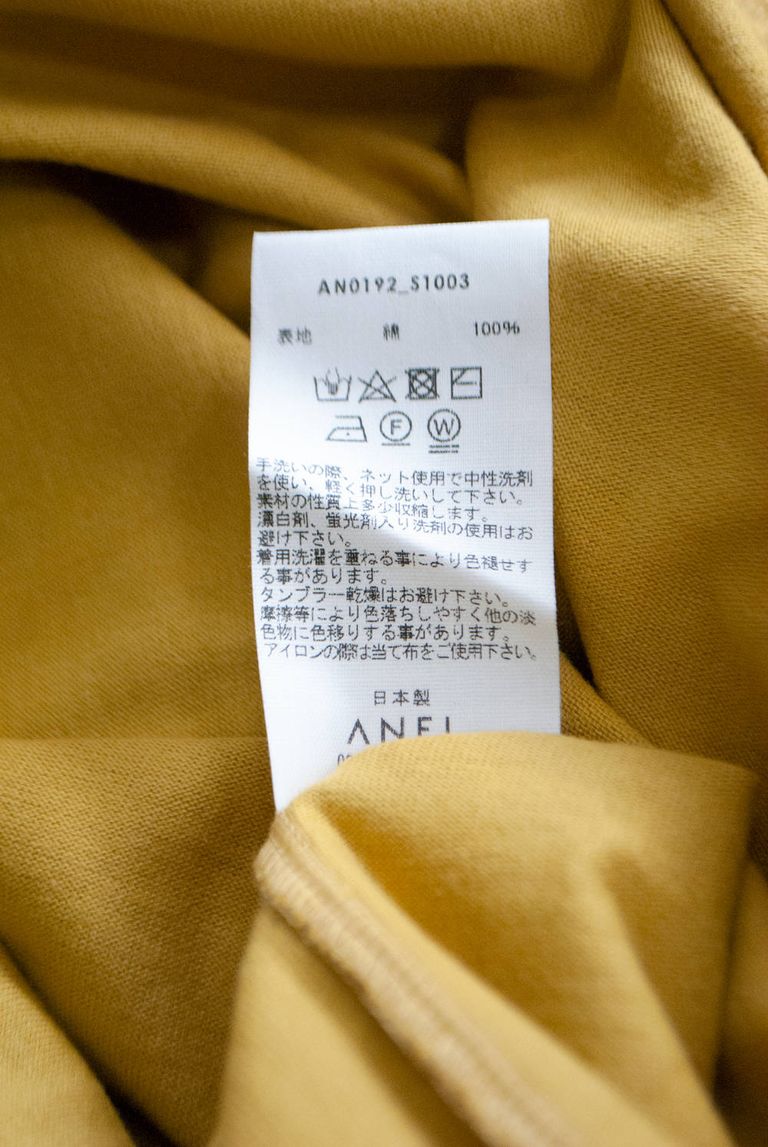 AN0192_S1003
表地 綿 100%
F W
手洗いの際、ネット使用で中性洗剤
を使い、軽く押し洗いして下さい。
素材の性質上多少収縮します。
漂白剤、蛍光剤入り洗剤の使用はお
避け下さい。
着用洗濯を重ねる事により色褪せす
る事があります。
タンブラー乾燥はお避け下さい。
摩擦等により色落ちしやすく他の淡
色物に色移りする事があります。
アイロンの際は当て布をご使用下さい。
日本製